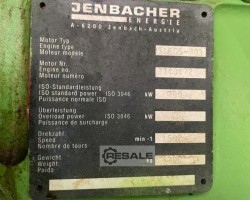 JENBACHER
ENERGIE
A-6200 Jenbach-Austria
Motor Typ
Engine type
Moteur modèle
Motor Nr.
Engine no.
Moteur numéro
ISO-Standardleistung
ISO standard power ISO 3046 kW
Puissance normale ISO
Überleistung
Overload power ISO 3046 kW
Puissance de surcharge
Drehzahl
Speed min-1
Nombre de tours
RESALE
Gewicht
Weight kg
Poids